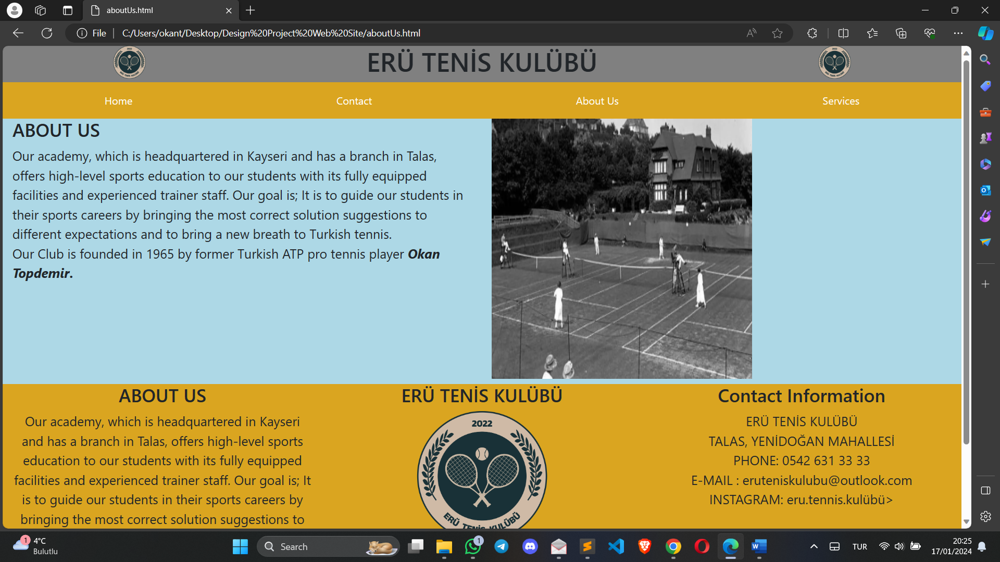 aboutUs.html
File
C:/Users/okant/Desktop/Design%20Project%20Web%20Site/aboutUs.html
2022
ERÜ TENİS KULÜBÜ
ERÜ TENİS KULÜBÜ
2022
ERÜ TENİS KULÜBÜ
Home
Contact
About Us
Services
ABOUT US
Our academy, which is headquartered in Kayseri and has a branch in Talas,
offers high-level sports education to our students with its fully equipped
facilities and experienced trainer staff. Our goal is; It is to guide our students in
their sports careers by bringing the most correct solution suggestions to
different expectations and to bring a new breath to Turkish tennis.
Our Club is founded in 1965 by former Turkish ATP pro tennis player Okan
Topdemir.
ABOUT US
Our academy, which is headquartered in Kayseri
and has a branch in Talas, offers high-level sports
education to our students with its fully equipped
facilities and experienced trainer staff. Our goal is; It
is to guide our students in their sports careers by
bringing the most correct solution suggestions to
ERÜ TENİS KULÜBÜ
2022
ERÜ TENİS KULÜBÜ
Contact Information
ERÜ TENİS KULÜBÜ
TALAS, YENİDOĞAN MAHALLESİ
PHONE: 0542 631 33 33
E-MAIL : eruteniskulubu@outlook.com
INSTAGRAM: eru.tennis.kulübü>
1
4°C
Bulutlu
Search
1
W
TUR
20:25
17/01/2024